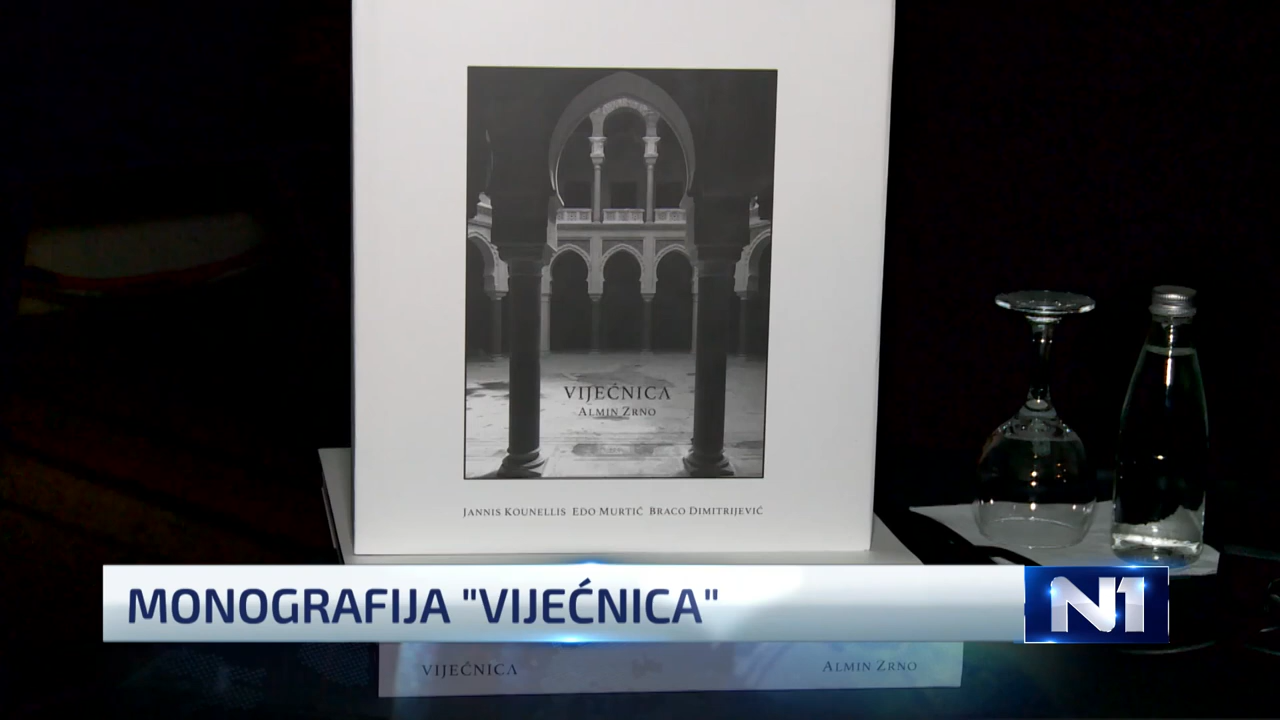 VIJEĆNICA
ALMIN ZRNO
JANNIS KOUNELLIS EDO MURTIĆ BRACO DIMITRIJEVIĆ
MONOGRAFIJA "VIJEĆNICA"
N1
VIJEĆNICA
ALMIN ZRNO